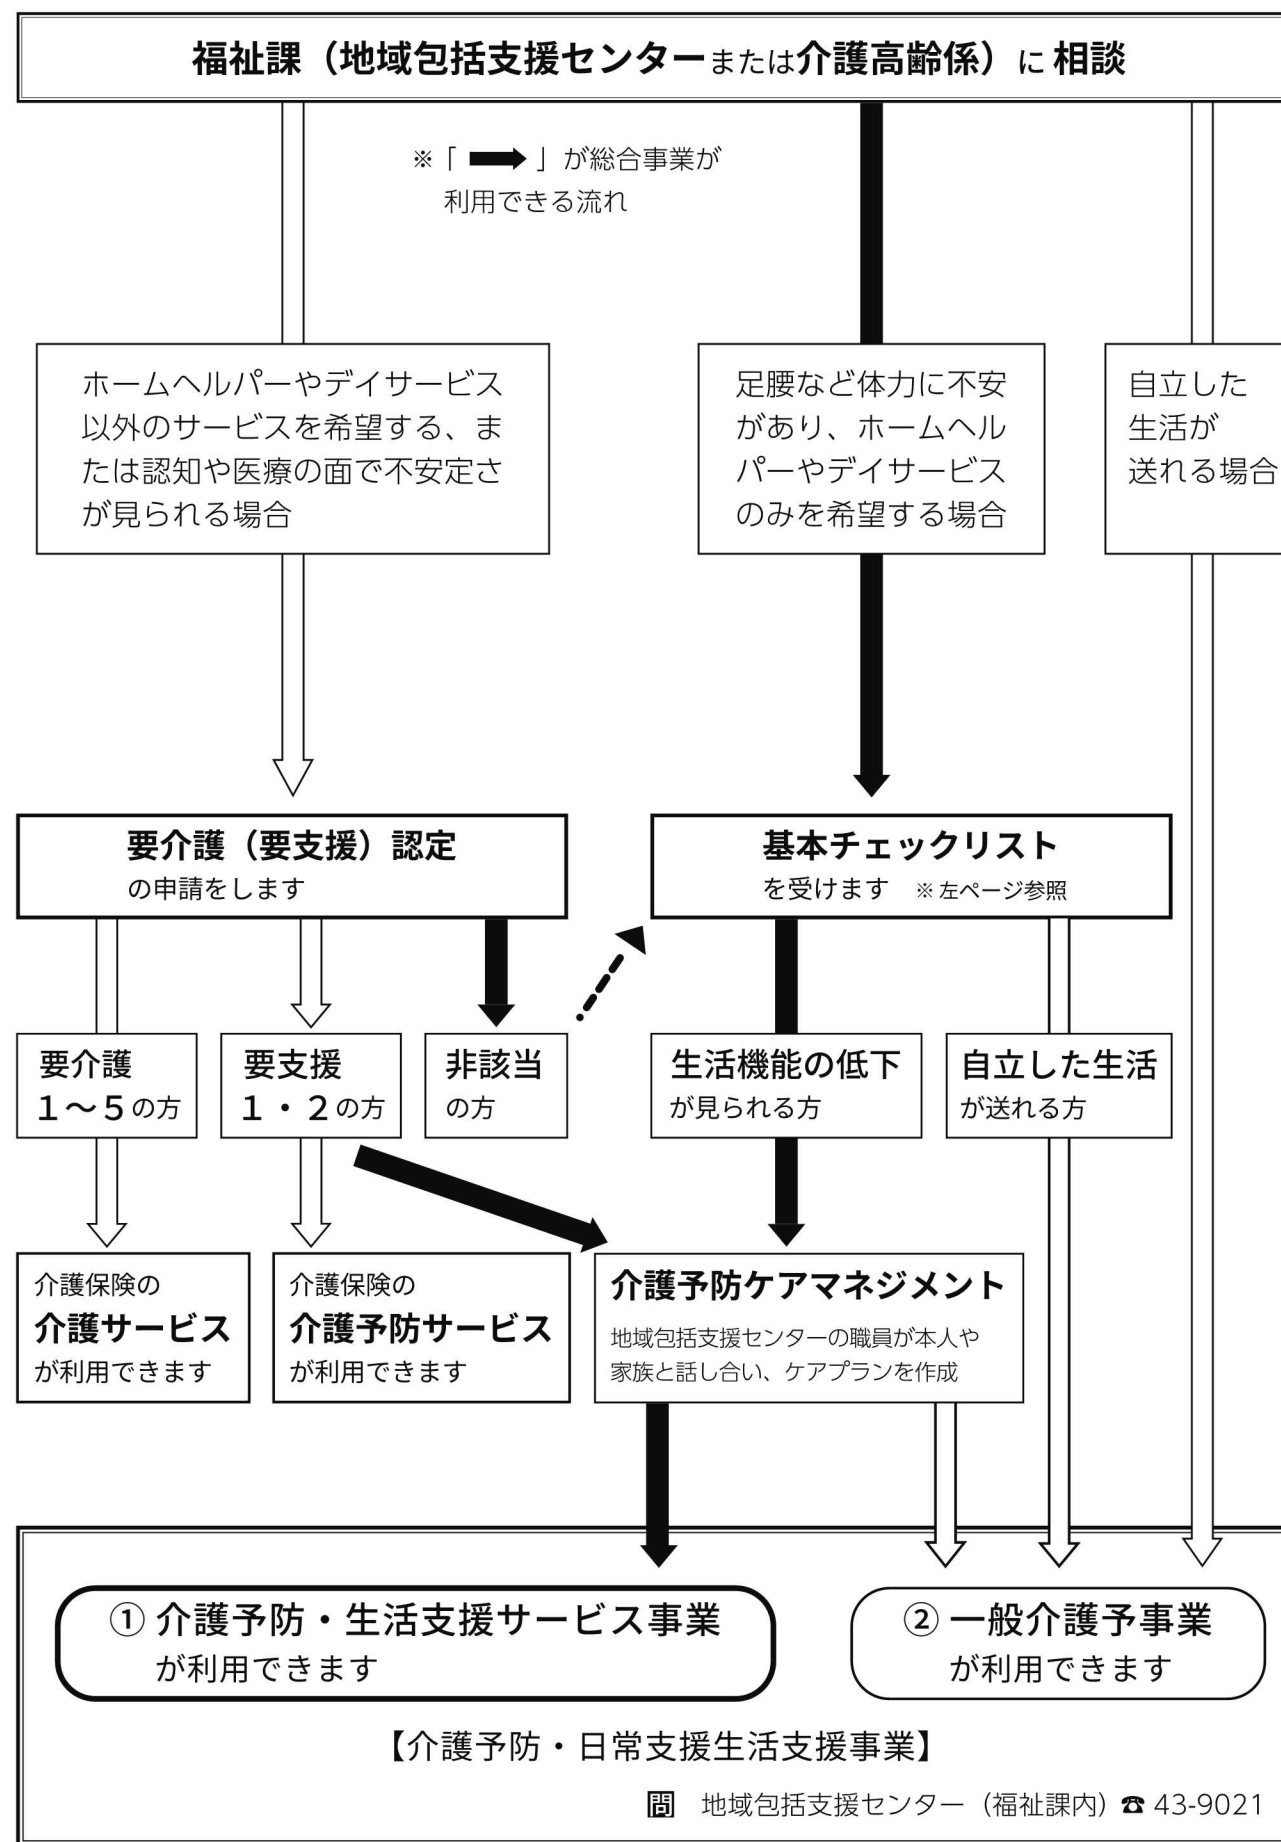 福祉課（地域包括支援センターまたは介護高齢係）に 相談
※「 ➡ 」が総合事業が
利用できる流れ
ホームヘルパーやデイサービス
以外のサービスを希望する、ま
たは認知や医療の面で不安定さ
が見られる場合
足腰など体力に不安
があり、ホームヘル
パーやデイサービス
のみを希望する場合
自立した
生活が
送れる場合
要介護（要支援）認定
の申請をします
基本チェックリスト
を受けます ※左ページ参照
要介護
１～５の方
要支援
１・２の方
非該当
の方
生活機能の低下
が見られる方
自立した生活
が送れる方
介護保険の
介護サービス
が利用できます
介護保険の
介護予防サービス
が利用できます
介護予防ケアマネジメント
地域包括支援センターの職員が本人や
家族と話し合い、ケアプランを作成
① 介護予防・生活支援サービス事業
が利用できます
② 一般介護予事業
が利用できます
【介護予防・日常支援生活支援事業】
問 地域包括支援センター（福祉課内）☎ 43-9021